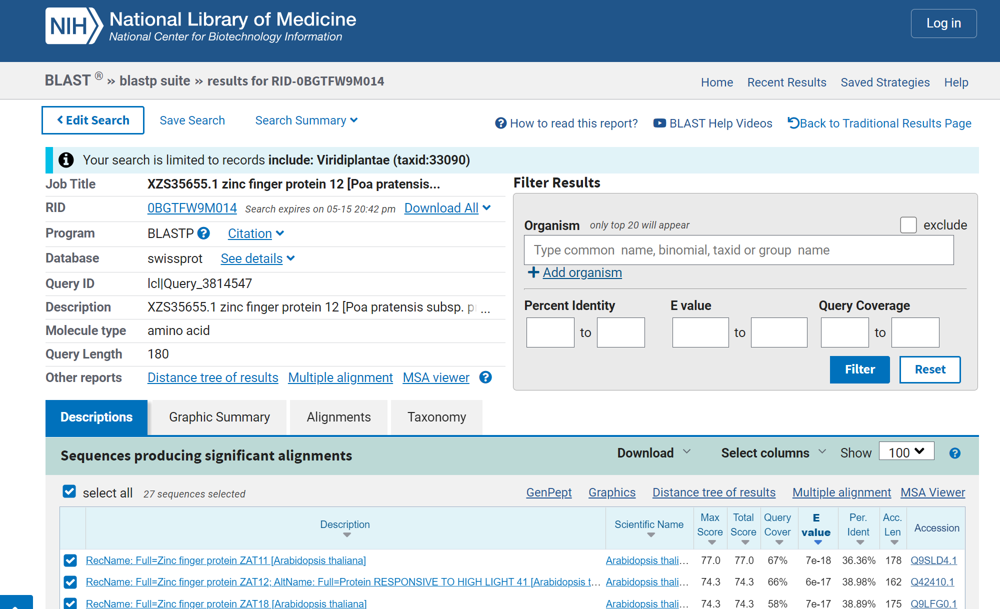 NIH National Library of Medicine
National Center for Biotechnology Information
Log in
BLAST ® » blastp suite » results for RID-0BGTFW9M014
Home Recent Results Saved Strategies Help
Edit Search Save Search Search Summary
How to read this report? BLAST Help Videos Back to Traditional Results Page
Your search is limited to records include: Viridiplantae (taxid:33090)
Job Title XZS35655.1 zinc finger protein 12 [Poa pratensis...
RID 0BGTFW9M014 Search expires on 05-15 20:42 pm Download All
Program BLASTP Citation
Database swissprot See details
Query ID lcl|Query_3814547
Description XZS35655.1 zinc finger protein 12 [Poa pratensis subsp. p ...
Molecule type amino acid
Query Length 180
Other reports Distance tree of results Multiple alignment MSA viewer
Filter Results
Organism only top 20 will appear exclude
Type common name, binomial, taxid or group name
Add organism
Percent Identity E value Query Coverage
to to to
Filter Reset
Descriptions Graphic Summary Alignments Taxonomy
Sequences producing significant alignments Download Select columns Show 100
select all 27 sequences selected GenPept Graphics Distance tree of results Multiple alignment MSA Viewer
Description Scientific Name Max Score Total Score Query Cover E value Per. Ident Acc. Len Accession
RecName: Full=Zinc finger protein ZAT11 [Arabidopsis thaliana] Arabidopsis thali... 77.0 77.0 67% 7e-18 36.36% 178 Q9SLD4.1
RecName: Full=Zinc finger protein ZAT12; AltName: Full=Protein RESPONSIVE TO HIGH LIGHT 41 [Arabidopsis t... Arabidopsis thali... 74.3 74.3 66% 6e-17 38.98% 162 Q42410.1
RecName: Full=Zinc finger protein ZAT18 [Arabidopsis thaliana] Arabidopsis thali... 74.3 74.3 58% 7e-17 38.89% 175 Q9LFG0.1